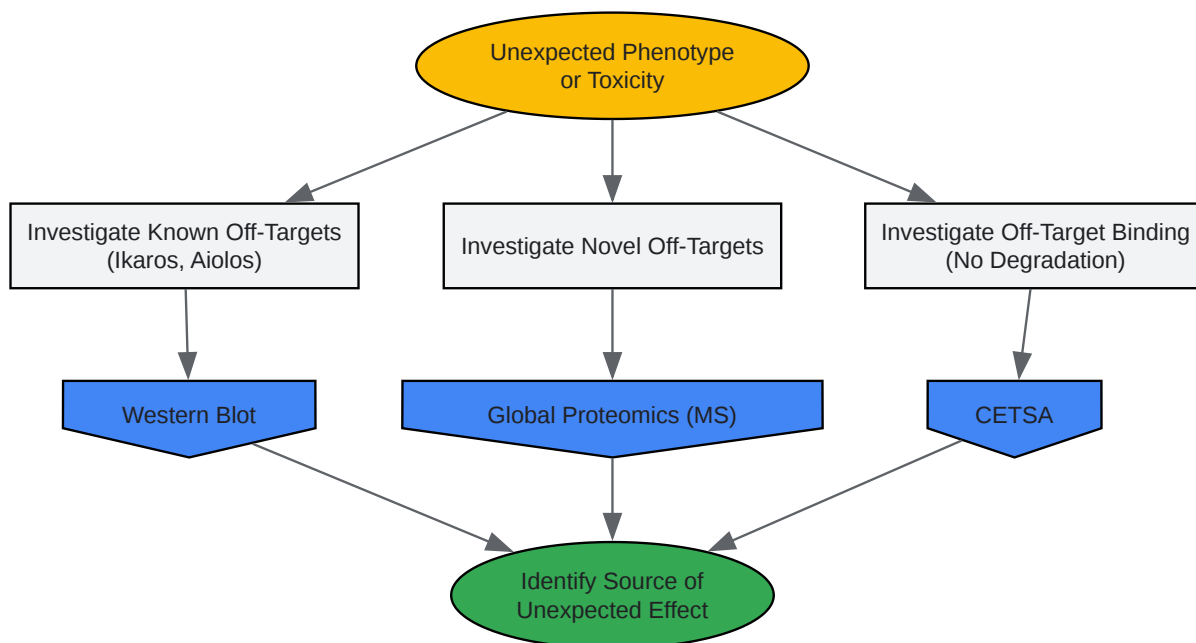 Unexpected Phenotype
or Toxicity
Investigate Known Off-Targets
(Ikaros, Aiolos)
Investigate Novel Off-Targets
Investigate Off-Target Binding
(No Degradation)
Western Blot
Global Proteomics (MS)
CETSA
Identify Source of
Unexpected Effect